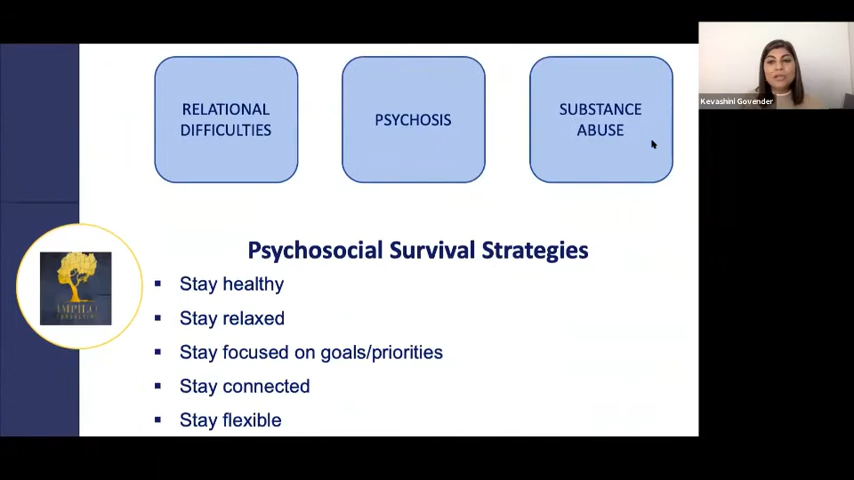 RELATIONAL
DIFFICULTIES
PSYCHOSIS
SUBSTANCE
ABUSE
Kevashini Govender
Psychosocial Survival Strategies
▪ Stay healthy
▪ Stay relaxed
▪ Stay focused on goals/priorities
▪ Stay connected
▪ Stay flexible
IMPILO